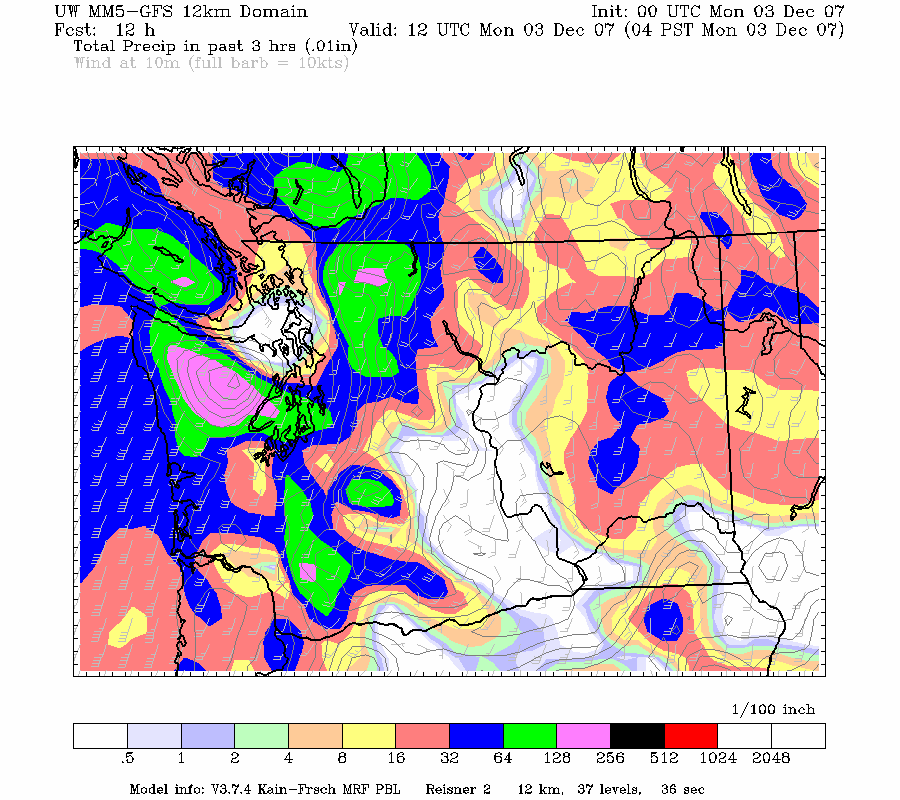 UW MM5-GFS 12km Domain Init: 00 UTC Mon 03 Dec 07
Fcst: 12 h Valid: 12 UTC Mon 03 Dec 07 (04 PST Mon 03 Dec 07)
Total Precip in past 3 hrs (.01in)
Wind at 10m (full barb = 10kts)
1/100 inch
.5 1 2 4 8 16 32 64 128 256 512 1024 2048
Model info: V3.7.4 Kain-Frsch MRF PBL Reisner 2 12 km, 37 levels, 36 sec